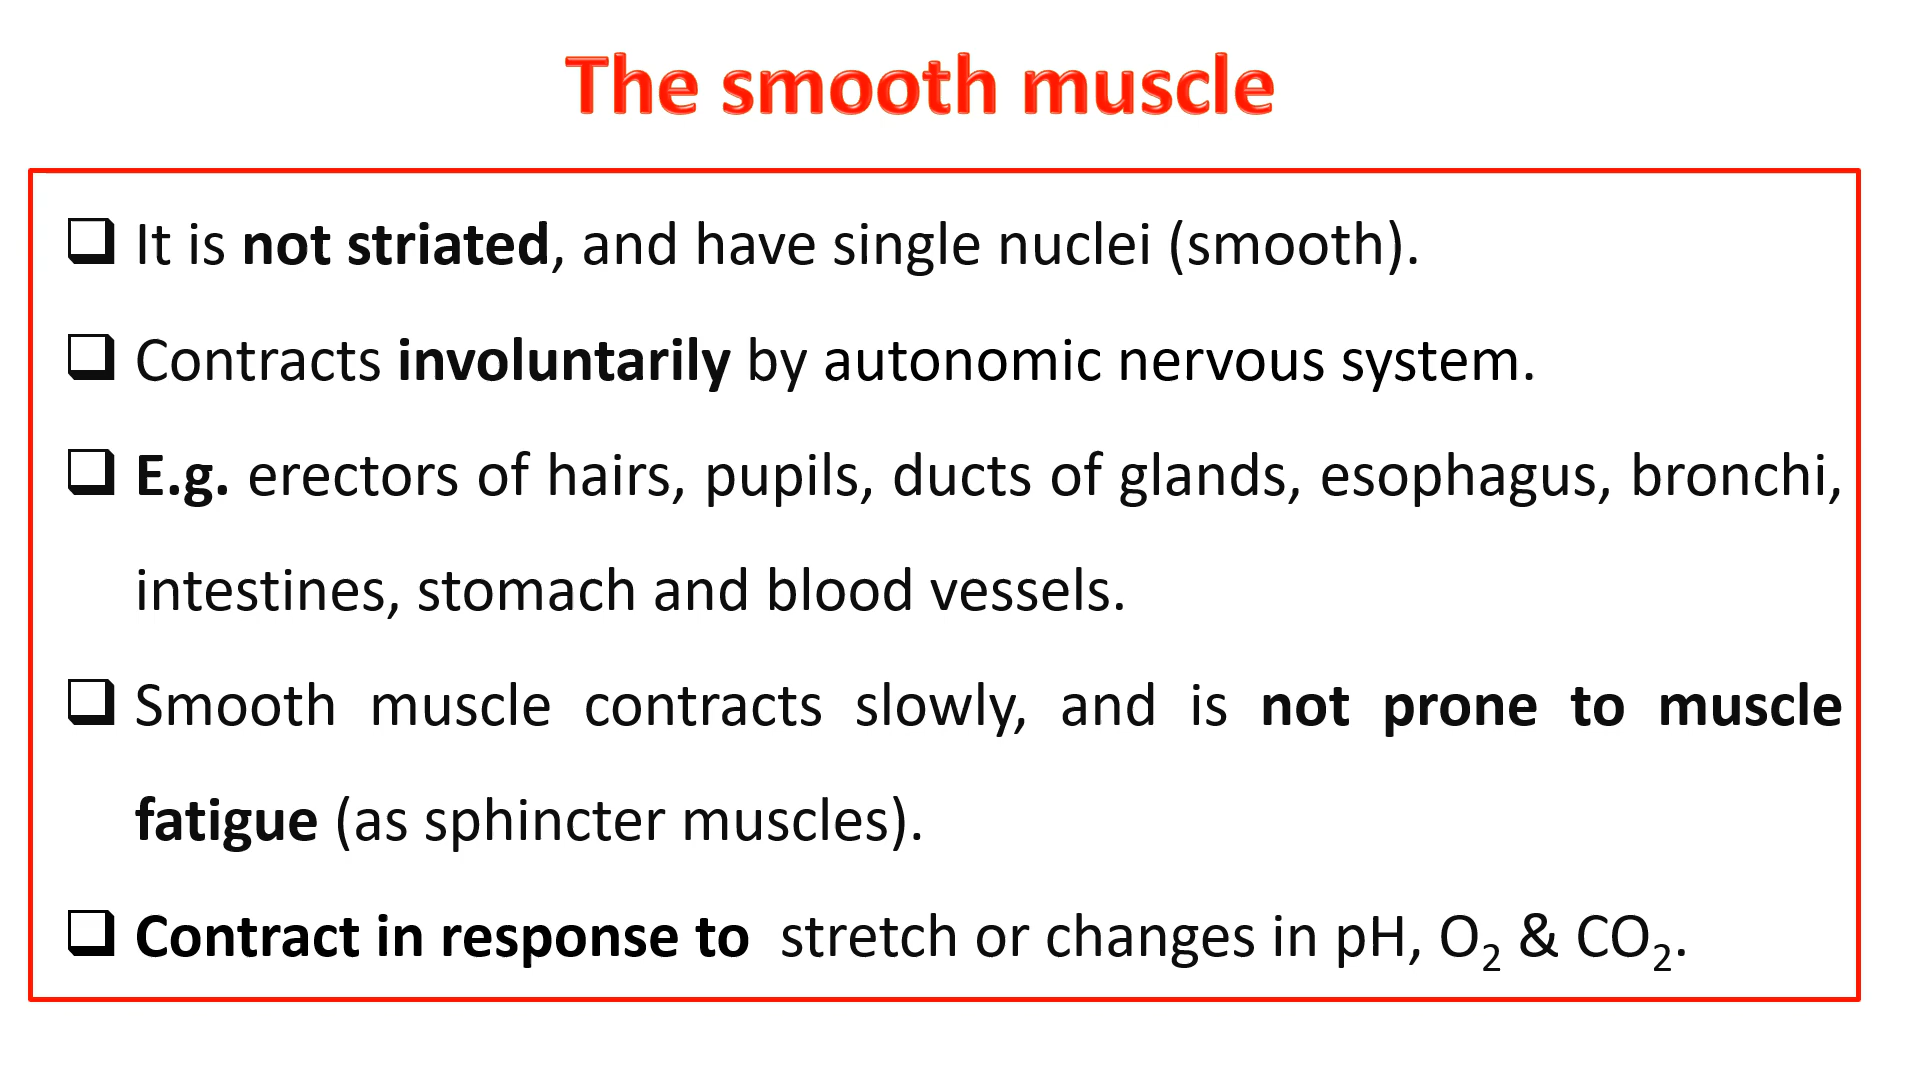 The smooth muscle
❑ It is not striated, and have single nuclei (smooth).
❑ Contracts involuntarily by autonomic nervous system.
❑ E.g. erectors of hairs, pupils, ducts of glands, esophagus, bronchi,
intestines, stomach and blood vessels.
❑ Smooth muscle contracts slowly, and is not prone to muscle
fatigue (as sphincter muscles).
❑ Contract in response to  stretch or changes in pH, O₂ & CO₂.